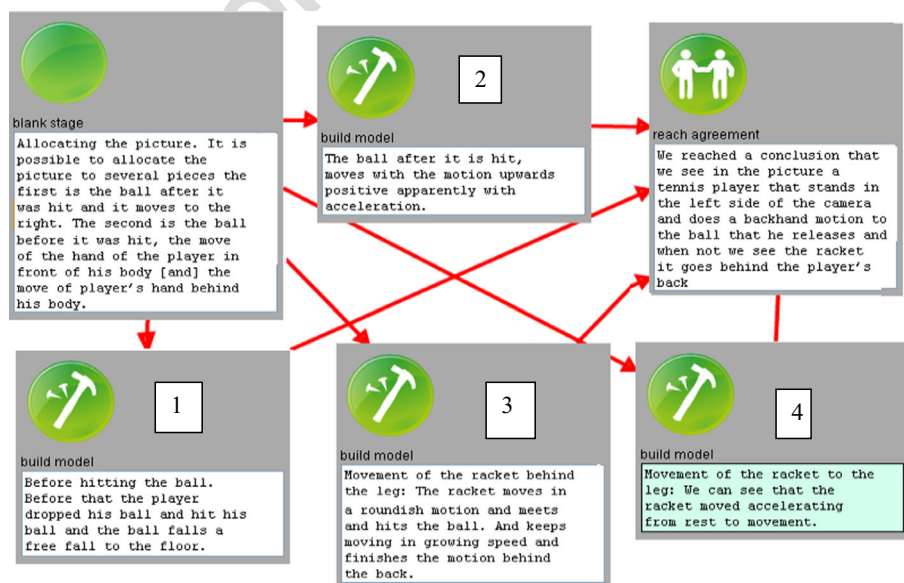 blank stage
Allocating the picture. It is
possible to allocate the
picture to several pieces the
first is the ball after it
was hit and it moves to the
right. The second is the ball
before it was hit, the move
of the hand of the player in
front of his body [and] the
move of player's hand behind
his body.
2
build model
The ball after it is hit,
moves with the motion upwards
positive apparently with
acceleration.
reach agreement
We reached a conclusion that
we see in the picture a
tennis player that stands in
the left side of the camera
and does a backhand motion to
the ball that he releases and
when not we see the racket
it goes behind the player's
back
1
build model
Before hitting the ball.
Before that the player
dropped his ball and hit his
ball and the ball falls a
free fall to the floor.
3
build model
Movement of the racket behind
the leg: The racket moves in
a roundish motion and meets
and hits the ball. And keeps
moving in growing speed and
finishes the motion behind
the back.
4
build model
Movement of the racket to the
leg: We can see that the
racket moved accelerating
from rest to movement.